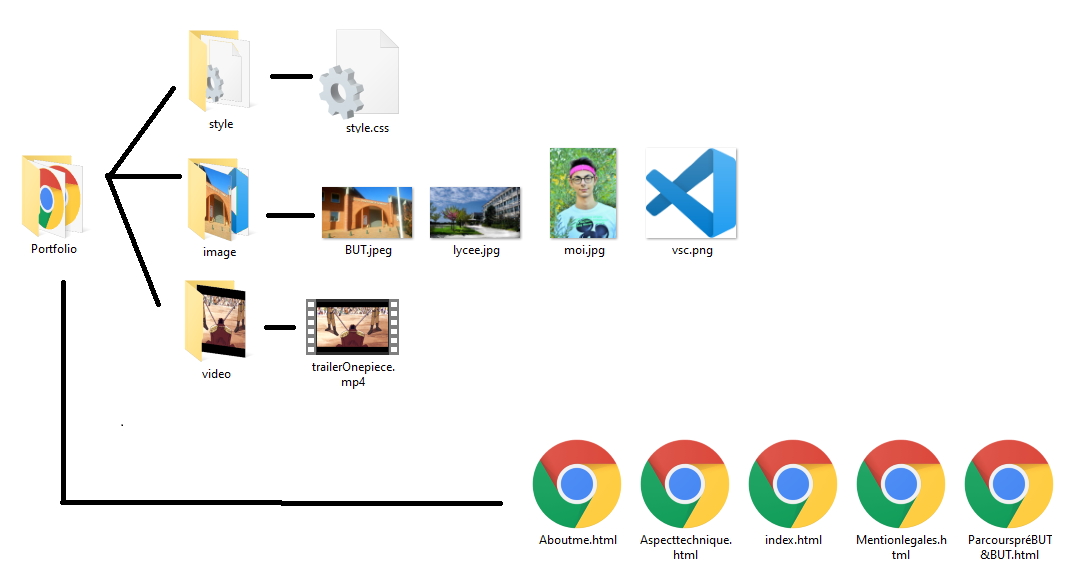 style
style.css
Portfolio
image
BUT.jpeg
lycee.jpg
moi.jpg
vsc.png
video
trailerOnepiece.
mp4
Aboutme.html
Aspecttechnique.
html
index.html
Mentionlegales.h
tml
ParcourspréBUT
&BUT.html